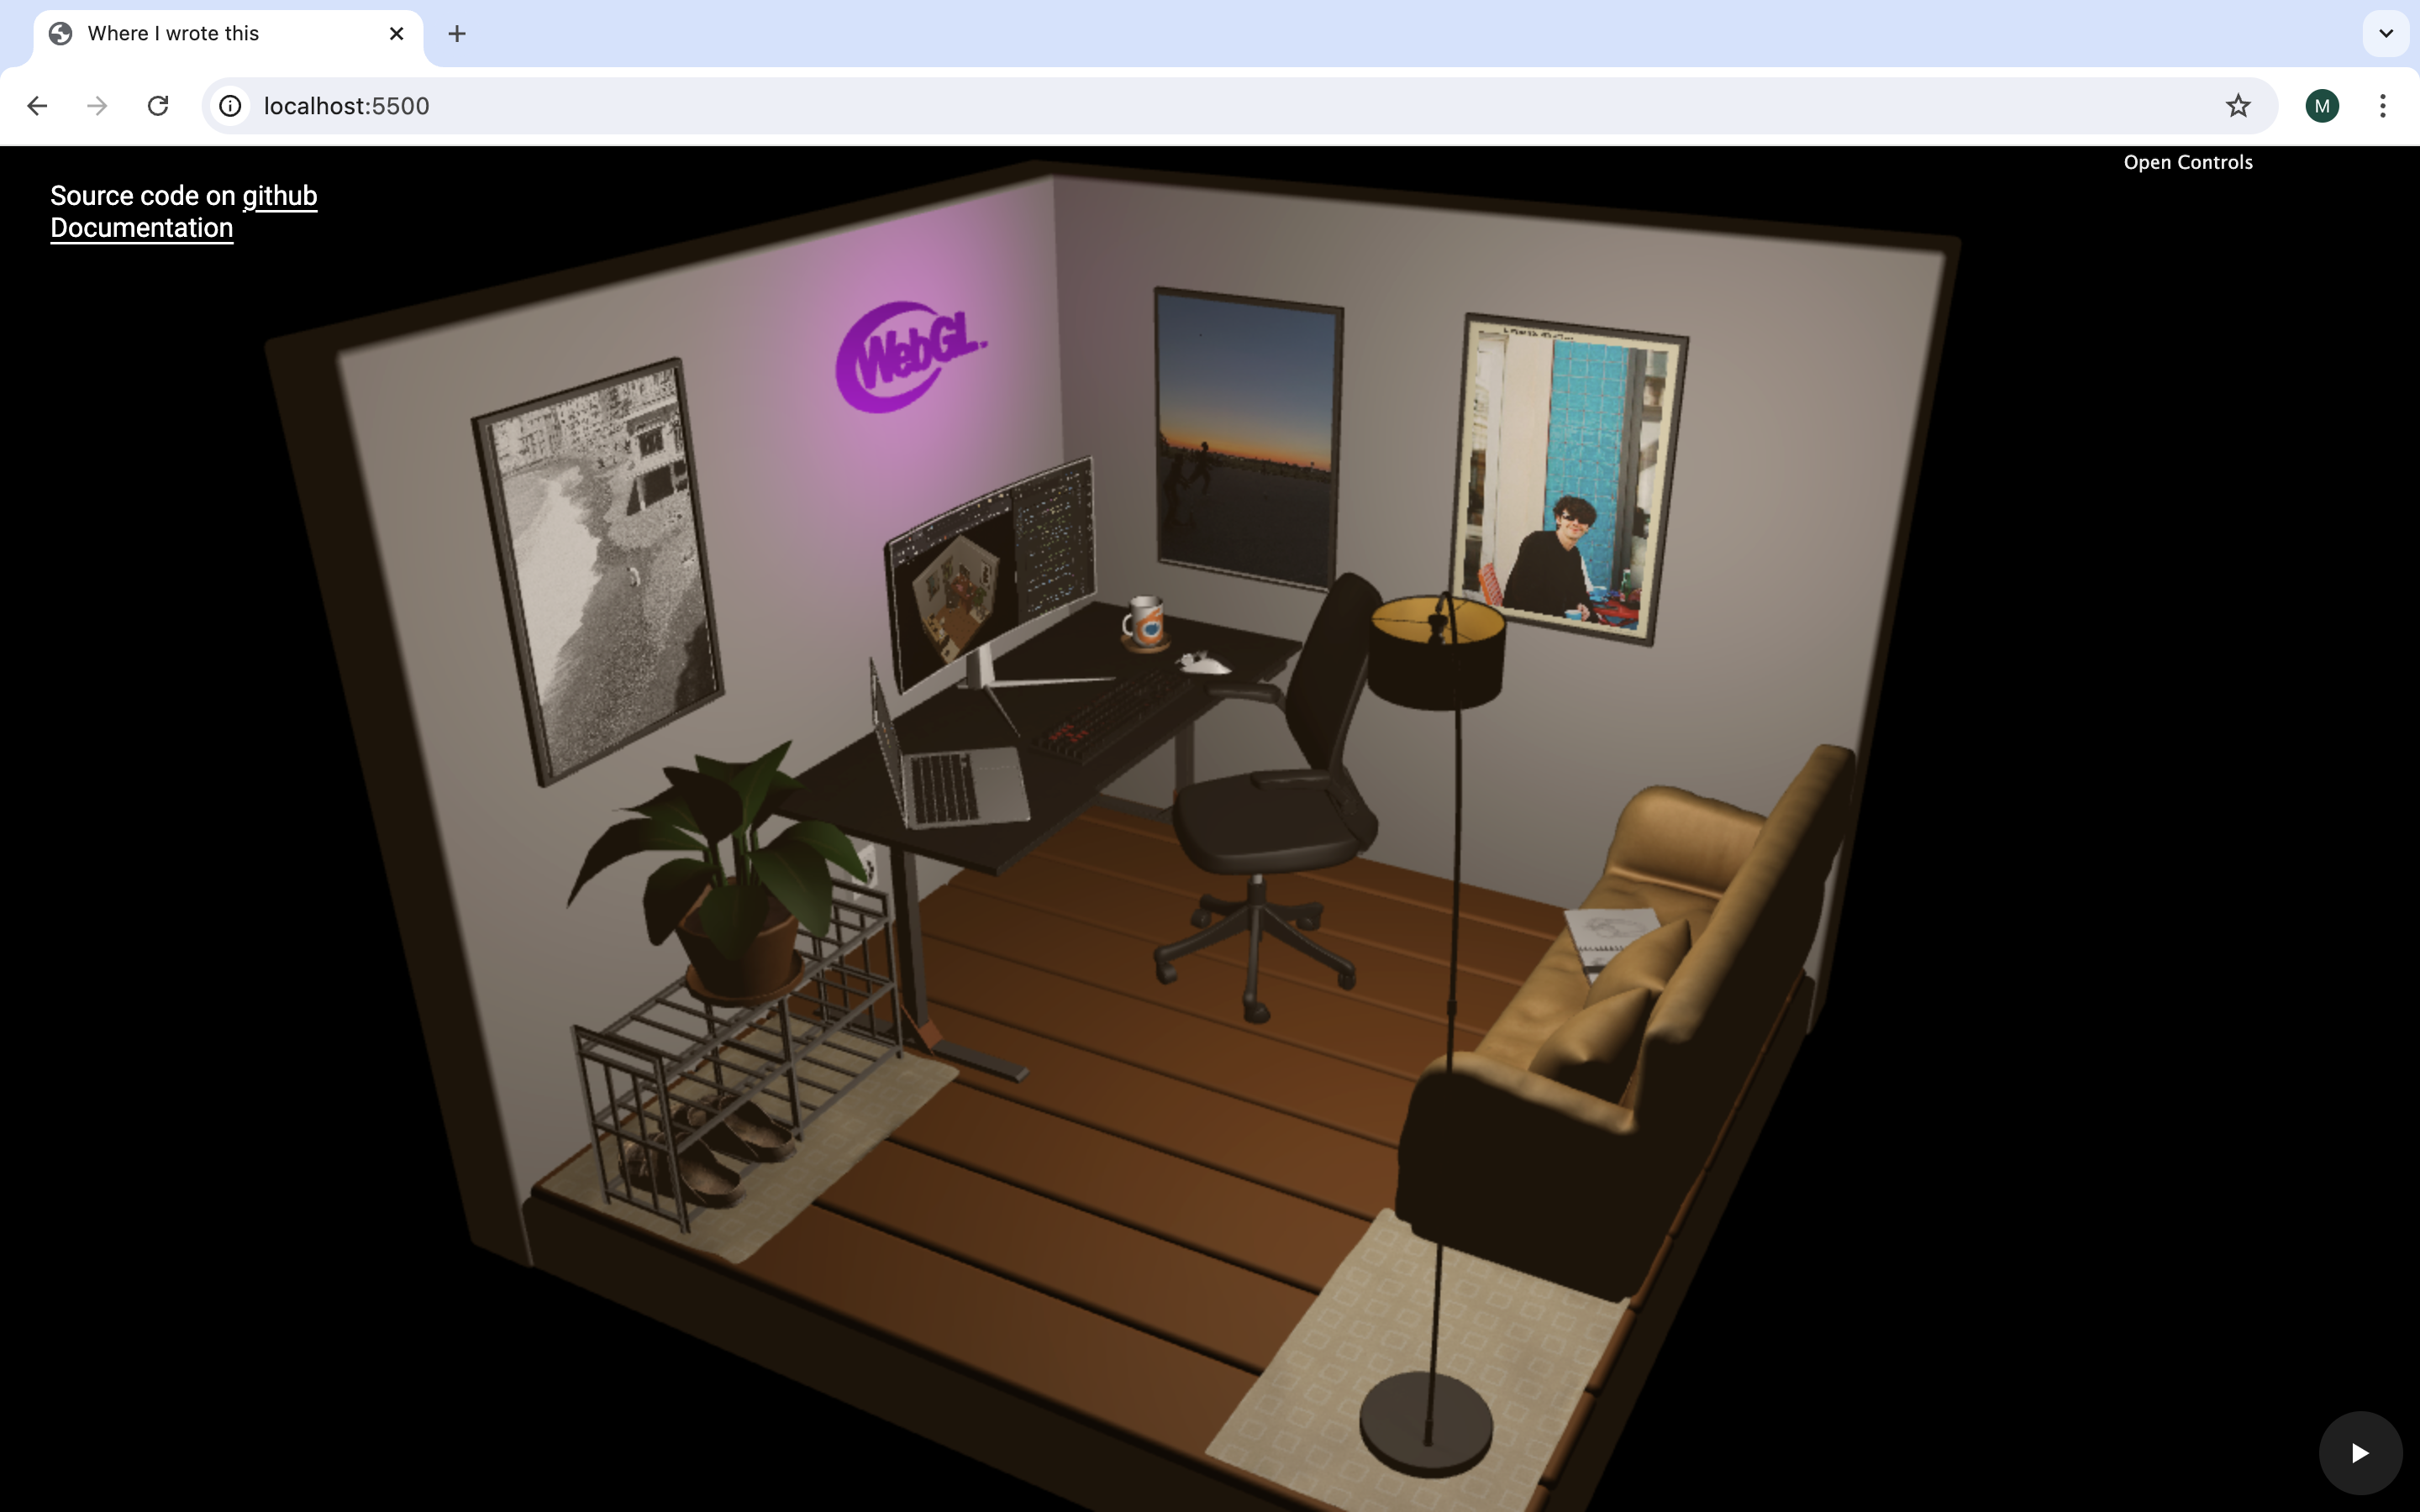 Where I wrote this
localhost:5500
M
Open Controls
Source code on github
Documentation
WebGL